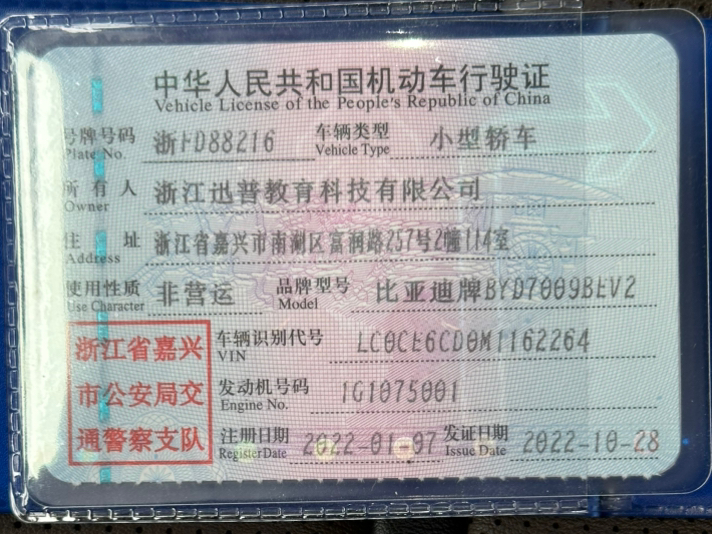 中华人民共和国机动车行驶证
Vehicle License of the People's Republic of China
号牌号码 浙FD88216 车辆类型 小型轿车
Plate No. Vehicle Type
所有人 浙江迅普教育科技有限公司
Owner
住址 浙江省嘉兴市南湖区富润路257号2幢114室
Address
使用性质 非营运 品牌型号 比亚迪牌BYD7009BEV2
Use Character Model
浙江省嘉兴 车辆识别代号 LC0CE6CD0M1162264
VIN
市公安局交 发动机号码 1G1075001
Engine No.
通警察支队 注册日期 2022-01-07 发证日期 2022-10-28
Register Date Issue Date